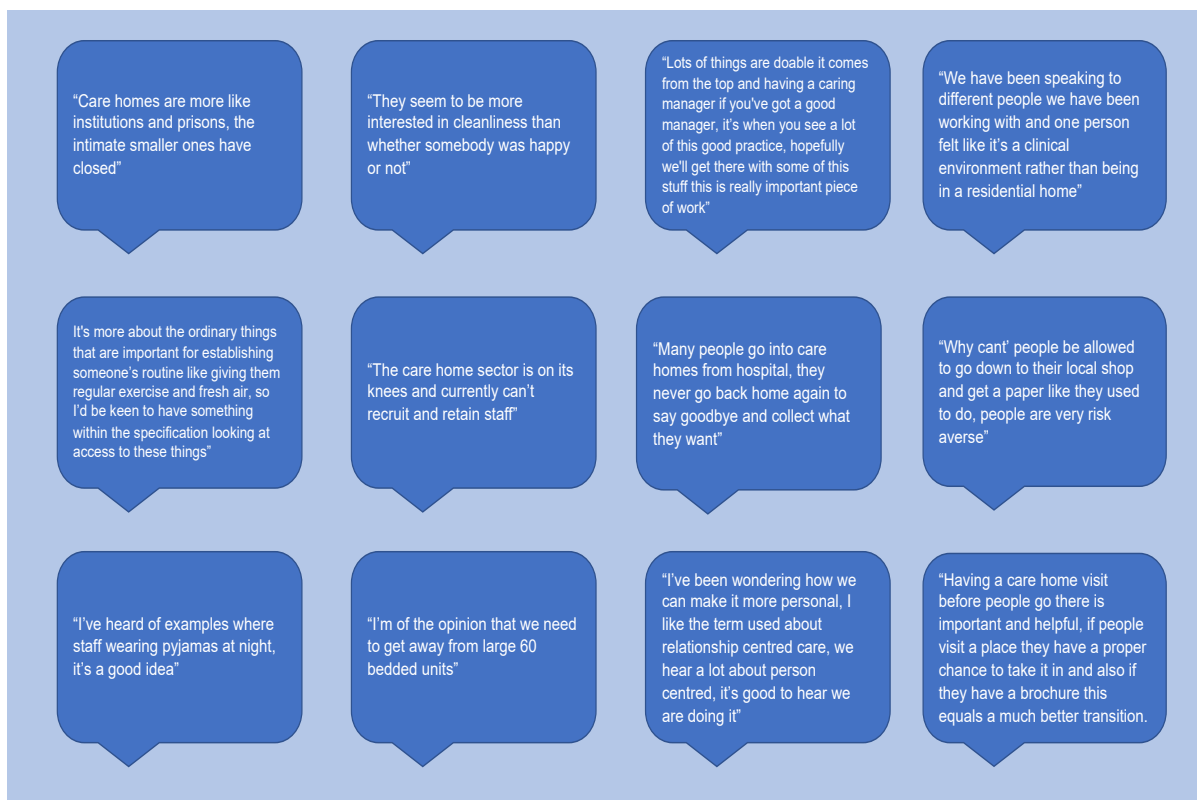 “Care homes are more like
institutions and prisons, the
intimate smaller ones have
closed”
“They seem to be more
interested in cleanliness than
whether somebody was happy
or not”
“Lots of things are doable it comes
from the top and having a caring
manager if you've got a good
manager, it’s when you see a lot
of this good practice, hopefully
we'll get there with some of this
stuff this is really important piece
of work”
“We have been speaking to
different people we have been
working with and one person
felt like it’s a clinical
environment rather than being
in a residential home”
It's more about the ordinary things
that are important for establishing
someone’s routine like giving them
regular exercise and fresh air, so
I’d be keen to have something
within the specification looking at
access to these things”
“The care home sector is on its
knees and currently can’t
recruit and retain staff”
“Many people go into care
homes from hospital, they
never go back home again to
say goodbye and collect what
they want”
“Why cant’ people be allowed
to go down to their local shop
and get a paper like they used
to do, people are very risk
averse”
“I’ve heard of examples where
staff wearing pyjamas at night,
it’s a good idea”
“I’m of the opinion that we need
to get away from large 60
bedded units”
“I’ve been wondering how we
can make it more personal, I
like the term used about
relationship centred care, we
hear a lot about person
centred, it’s good to hear we
are doing it”
“Having a care home visit
before people go there is
important and helpful, if people
visit a place they have a proper
chance to take it in and also if
they have a brochure this
equals a much better transition.